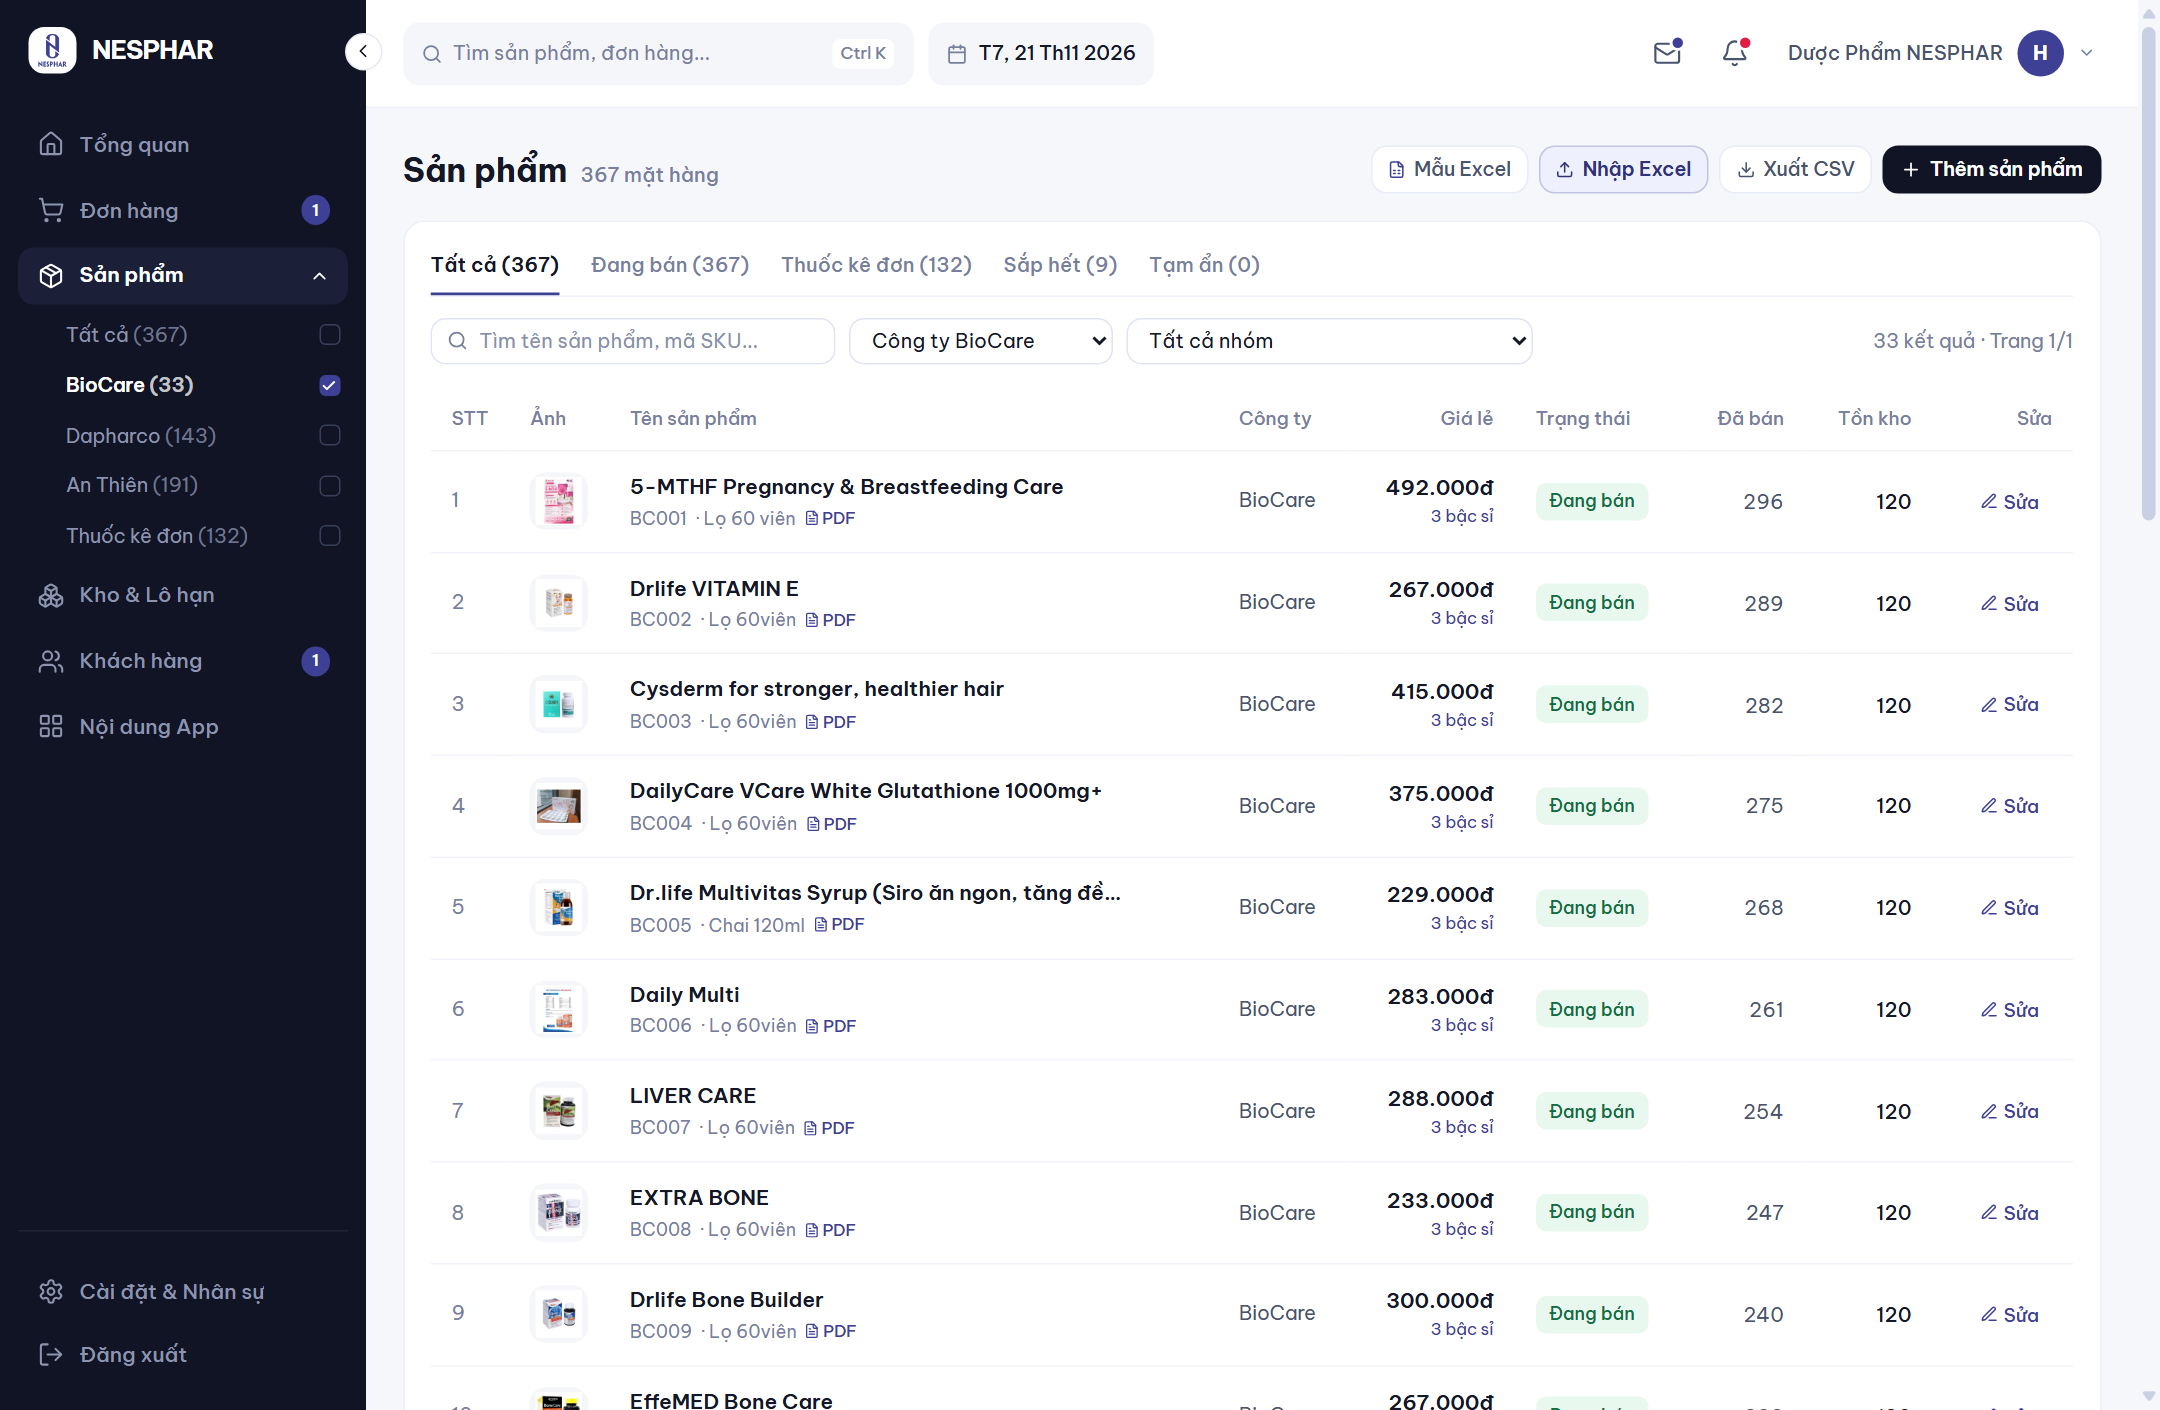 NESPHAR
NESPHAR
Tổng quan
Đơn hàng 1
Sản phẩm
Tất cả (367)
BioCare (33)
Dapharco (143)
An Thiên (191)
Thuốc kê đơn (132)
Kho & Lô hạn
Khách hàng 1
Nội dung App
Cài đặt & Nhân sự
Đăng xuất
Tìm sản phẩm, đơn hàng... Ctrl K T7, 21 Th11 2026 Dược Phẩm NESPHAR H
Sản phẩm 367 mặt hàng Mẫu Excel Nhập Excel Xuất CSV + Thêm sản phẩm
Tất cả (367) Đang bán (367) Thuốc kê đơn (132) Sắp hết (9) Tạm ẩn (0)
Tìm tên sản phẩm, mã SKU... Công ty BioCare Tất cả nhóm 33 kết quả · Trang 1/1
STT Ảnh Tên sản phẩm Công ty Giá lẻ Trạng thái Đã bán Tồn kho Sửa
1 5-MTHF Pregnancy & Breastfeeding Care BioCare 492.000đ Đang bán 296 120 Sửa
BC001 · Lọ 60 viên PDF 3 bậc sỉ
2 Drlife VITAMIN E BioCare 267.000đ Đang bán 289 120 Sửa
BC002 · Lọ 60viên PDF 3 bậc sỉ
3 Cysderm for stronger, healthier hair BioCare 415.000đ Đang bán 282 120 Sửa
BC003 · Lọ 60viên PDF 3 bậc sỉ
4 DailyCare VCare White Glutathione 1000mg+ BioCare 375.000đ Đang bán 275 120 Sửa
BC004 · Lọ 60viên PDF 3 bậc sỉ
5 Dr.life Multivitas Syrup (Siro ăn ngon, tăng đề... BioCare 229.000đ Đang bán 268 120 Sửa
BC005 · Chai 120ml PDF 3 bậc sỉ
6 Daily Multi BioCare 283.000đ Đang bán 261 120 Sửa
BC006 · Lọ 60viên PDF 3 bậc sỉ
7 LIVER CARE BioCare 288.000đ Đang bán 254 120 Sửa
BC007 · Lọ 60viên PDF 3 bậc sỉ
8 EXTRA BONE BioCare 233.000đ Đang bán 247 120 Sửa
BC008 · Lọ 60viên PDF 3 bậc sỉ
9 Drlife Bone Builder BioCare 300.000đ Đang bán 240 120 Sửa
BC009 · Lọ 60viên PDF 3 bậc sỉ
EffeMED Bone Care 267.000đ